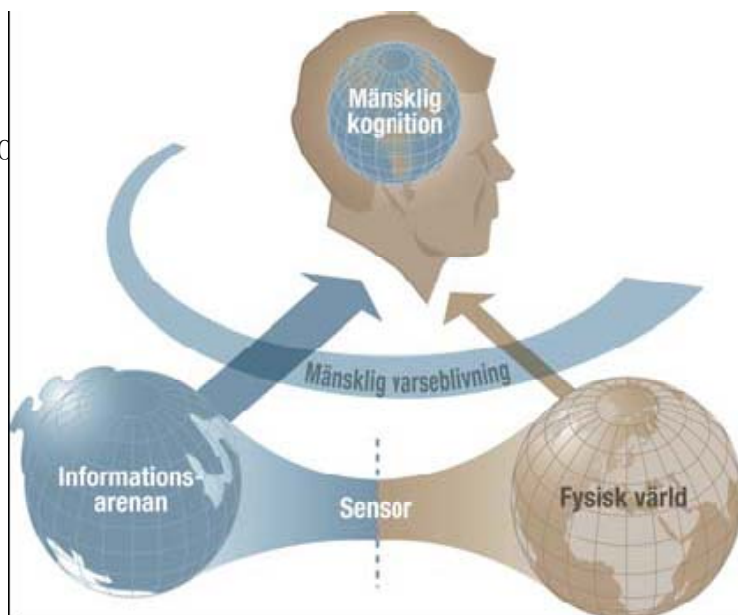 Mänsklig
kognition
Mänsklig varseblivning
Informations-
arenan
Sensor
Fysisk värld